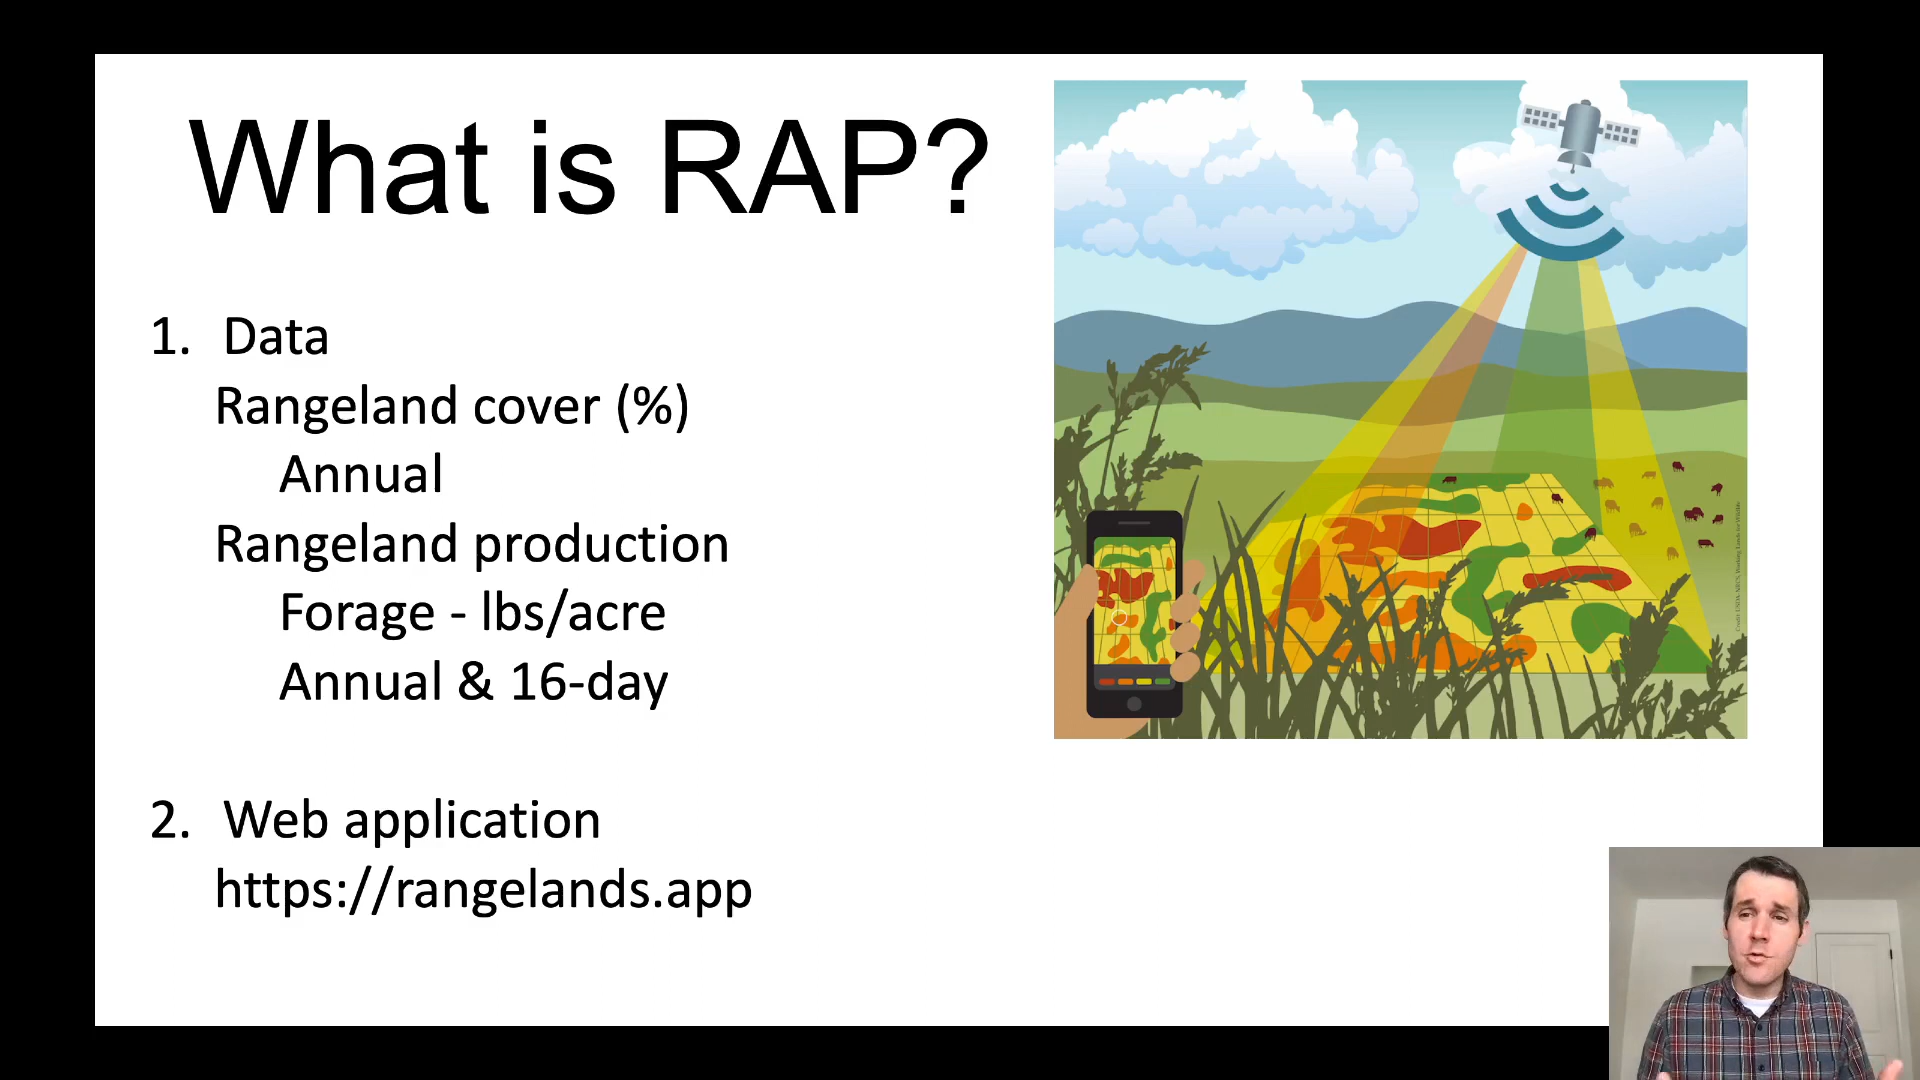 What is RAP?
1. Data
Rangeland cover (%)
Annual
Rangeland production
Forage - lbs/acre
Annual & 16-day
2. Web application
https://rangelands.app